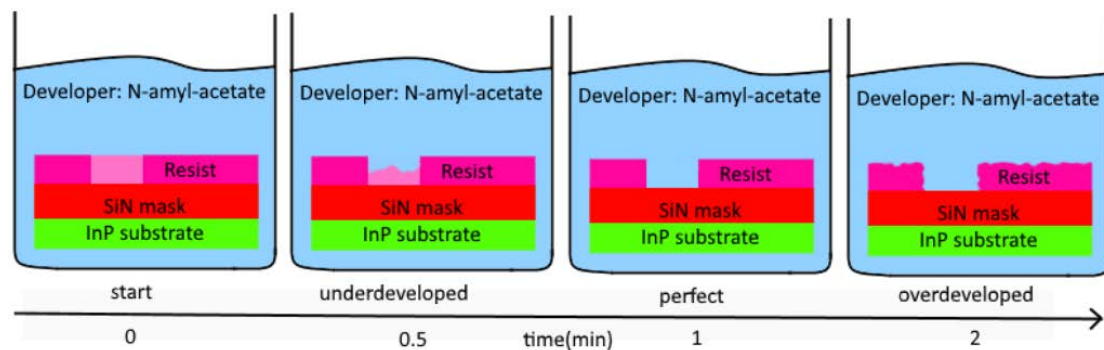 Developer: N-amyl-acetate
Resist
SiN mask
InP substrate
start
Developer: N-amyl-acetate
Resist
SiN mask
InP substrate
underdeveloped
Developer: N-amyl-acetate
Resist
SiN mask
InP substrate
perfect
Developer: N-amyl-acetate
Resist
SiN mask
InP substrate
overdeveloped
0
0.5
time(min)
1
2